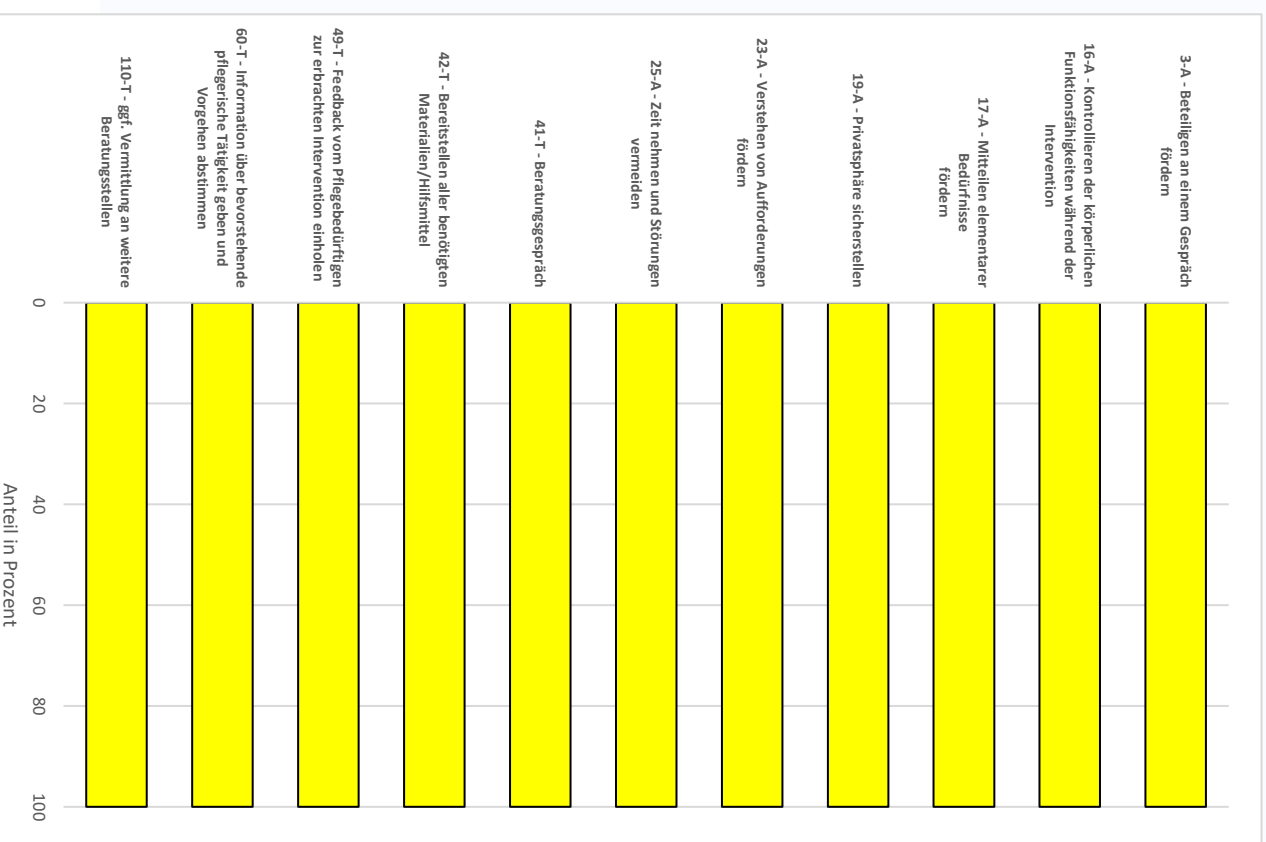 3-A - Beteiligen an einem Gespräch
fördern
16-A - Kontrollieren der körperlichen
Funktionsfähigkeiten während der
Intervention
17-A - Mitteilen elementarer
Bedürfnisse
fördern
19-A - Privatsphäre sicherstellen
23-A - Verstehen von Aufforderungen
fördern
25-A - Zeit nehmen und Störungen
vermeiden
41-T - Beratungsgespräch
42-T - Bereitstellen aller benötigten
Materialien/Hilfsmittel
49-T - Feedback vom Pflegebedürftigen
zur erbrachten Intervention einholen
60-T - Information über bevorstehende
pflegerische Tätigkeit geben und
Vorgehen abstimmen
110-T - ggf. Vermittlung an weitere
Beratungsstellen
0
20
40
60
80
100
Anteil in Prozent